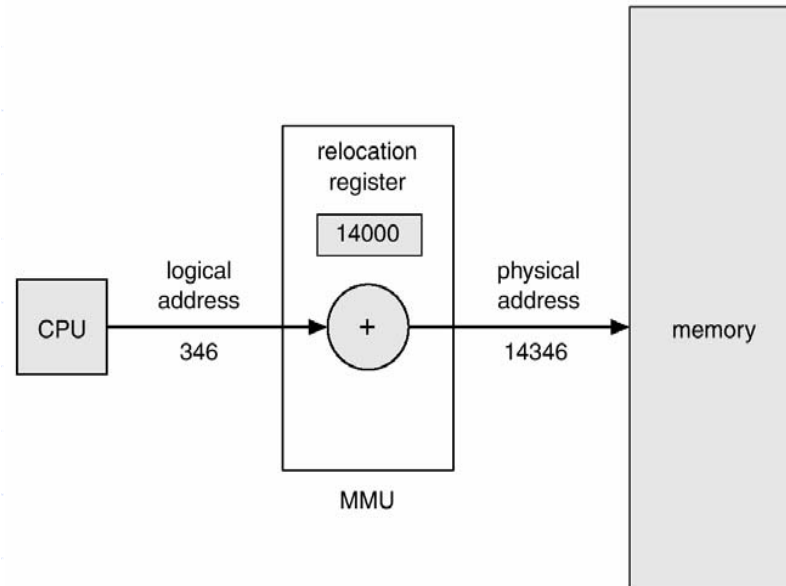 relocation
register
14000
logical
address
physical
address
CPU
+
memory
346
14346
MMU